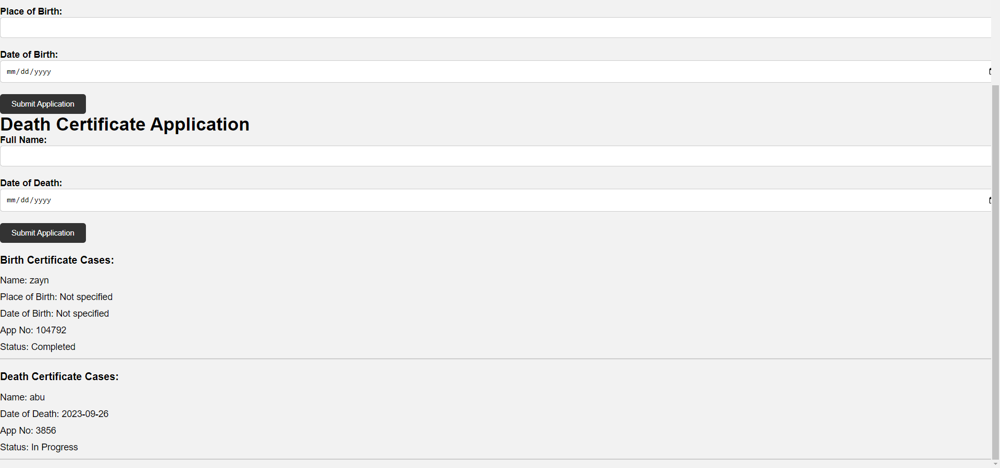 Place of Birth:
Date of Birth:
mm/dd/yyyy
Submit Application
Death Certificate Application
Full Name:
Date of Death:
mm/dd/yyyy
Submit Application
Birth Certificate Cases:
Name: zayn
Place of Birth: Not specified
Date of Birth: Not specified
App No: 104792
Status: Completed
Death Certificate Cases:
Name: abu
Date of Death: 2023-09-26
App No: 3856
Status: In Progress